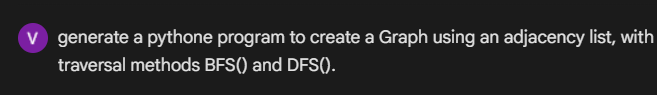 V generate a pythone program to create a Graph using an adjacency list, with
traversal methods BFS() and DFS().